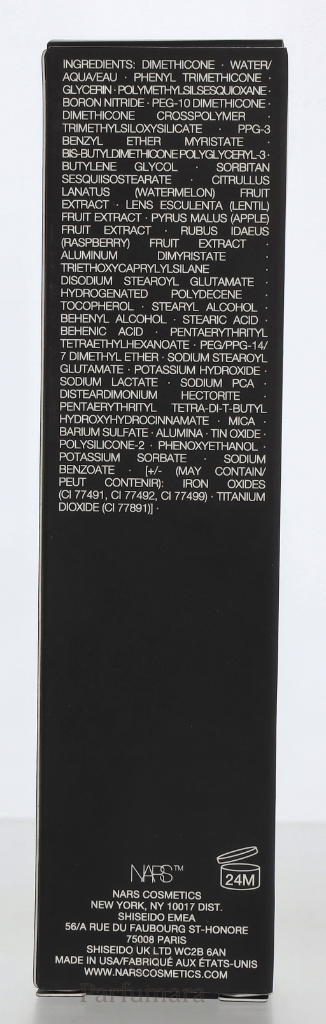 INGREDIENTS: DIMETHICONE · WATER/
AQUA/EAU · PHENYL TRIMETHICONE ·
GLYCERIN · POLYMETHYLSILSESQUIOXANE ·
BORON NITRIDE · PEG-10 DIMETHICONE ·
DIMETHICONE CROSSPOLYMER ·
TRIMETHYLSILOXYSILICATE · PPG-3
BENZYL ETHER MYRISTATE ·
BIS-BUTYLDIMETHICONE POLYGLYCERYL-3 ·
BUTYLENE GLYCOL · SORBITAN
SESQUIISOSTEARATE · CITRULLUS
LANATUS (WATERMELON) FRUIT
EXTRACT · LENS ESCULENTA (LENTIL)
FRUIT EXTRACT · PYRUS MALUS (APPLE)
FRUIT EXTRACT · RUBUS IDAEUS
(RASPBERRY) FRUIT EXTRACT ·
ALUMINUM DIMYRISTATE ·
TRIETHOXYCAPRYLYLSILANE ·
DISODIUM STEAROYL GLUTAMATE ·
HYDROGENATED POLYDECENE ·
TOCOPHEROL · STEARYL ALCOHOL ·
BEHENYL ALCOHOL · STEARIC ACID ·
BEHENIC ACID · PENTAERYTHRITYL
TETRAETHYLHEXANOATE · PEG/PPG-14/
7 DIMETHYL ETHER · SODIUM STEAROYL
GLUTAMATE · POTASSIUM HYDROXIDE ·
SODIUM LACTATE · SODIUM PCA ·
DISTEARDIMONIUM HECTORITE ·
PENTAERYTHRITYL TETRA-DI-T-BUTYL
HYDROXYHYDROCINNAMATE · MICA ·
BARIUM SULFATE · ALUMINA · TIN OXIDE ·
POLYSILICONE-2 · PHENOXYETHANOL ·
POTASSIUM SORBATE · SODIUM
BENZOATE · [+/- (MAY CONTAIN/
PEUT CONTENIR): IRON OXIDES
(CI 77491, CI 77492, CI 77499) · TITANIUM
DIOXIDE (CI 77891)] ·
NARS™
24M
NARS COSMETICS
NEW YORK, NY 10017 DIST.
SHISEIDO EMEA
56/A RUE DU FAUBOURG ST-HONORE
75008 PARIS
SHISEIDO UK LTD WC2B 6AN
MADE IN USA/FABRIQUÉ AUX ÉTATS-UNIS
WWW.NARSCOSMETICS.COM
Parfumara